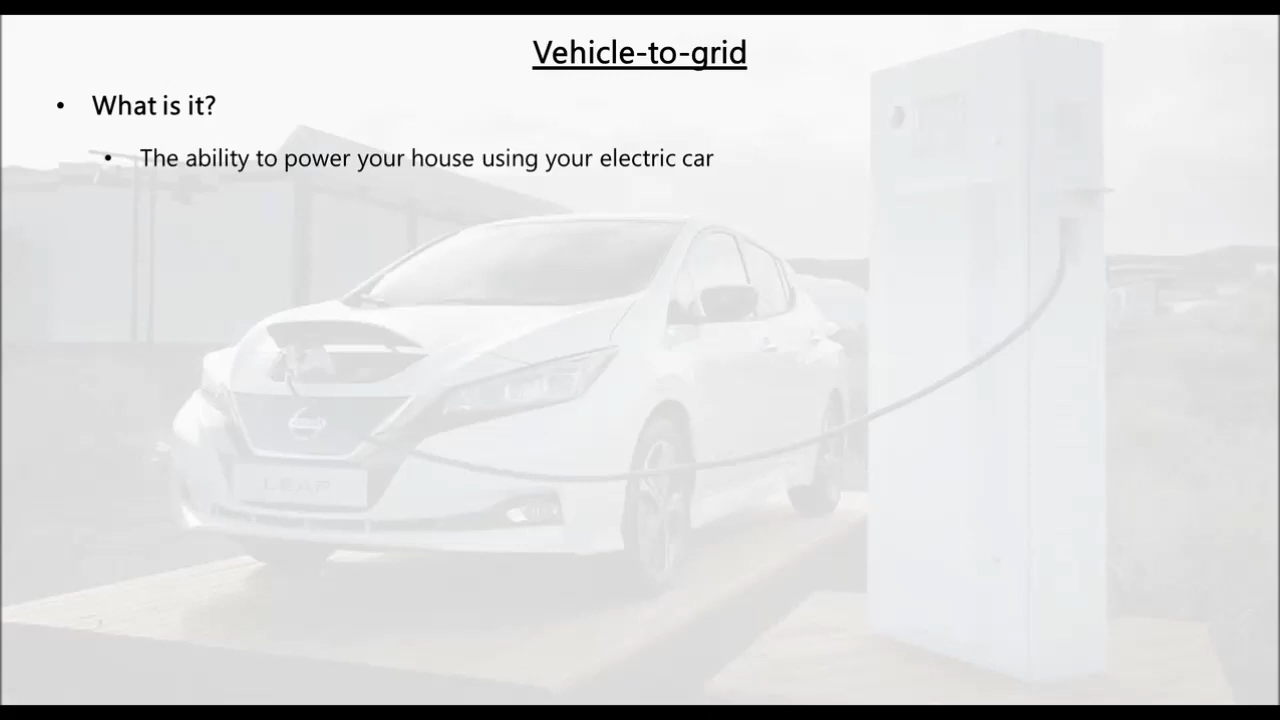 Vehicle-to-grid
• What is it?
• The ability to power your house using your electric car
LEAF